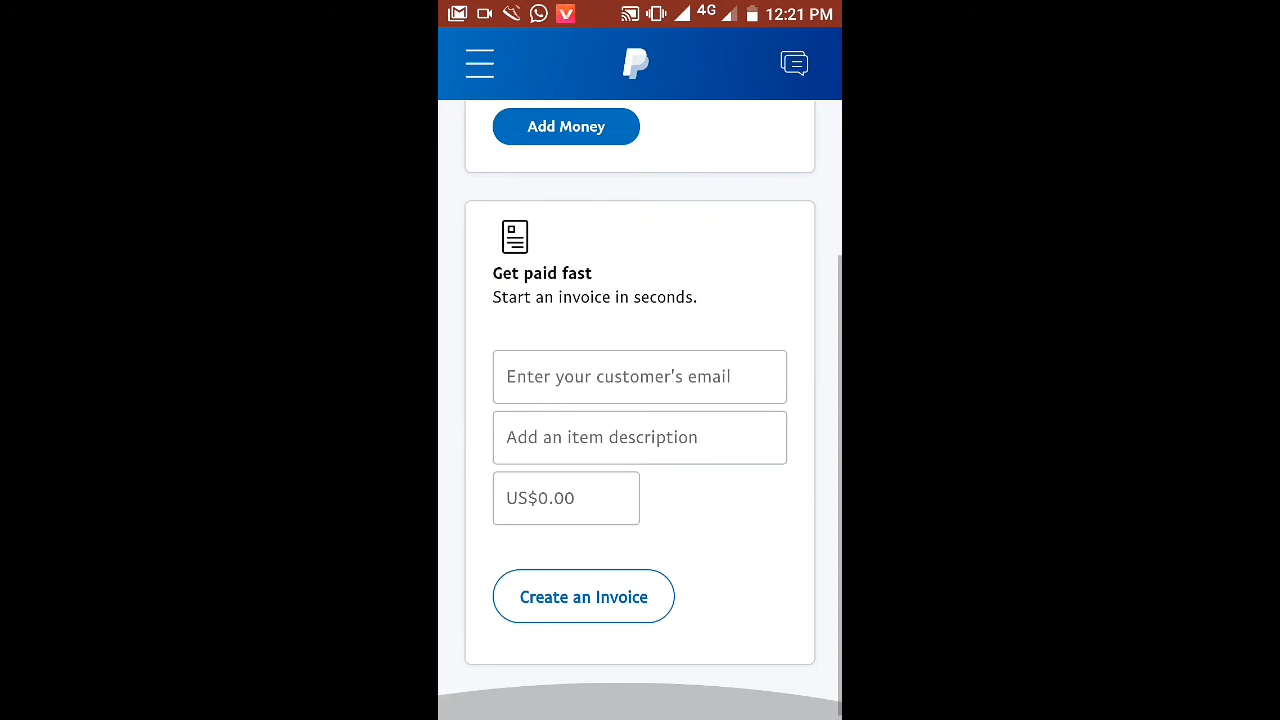 4G 12:21 PM
Add Money
Get paid fast
Start an invoice in seconds.
Enter your customer's email
Add an item description
US$0.00
Create an Invoice